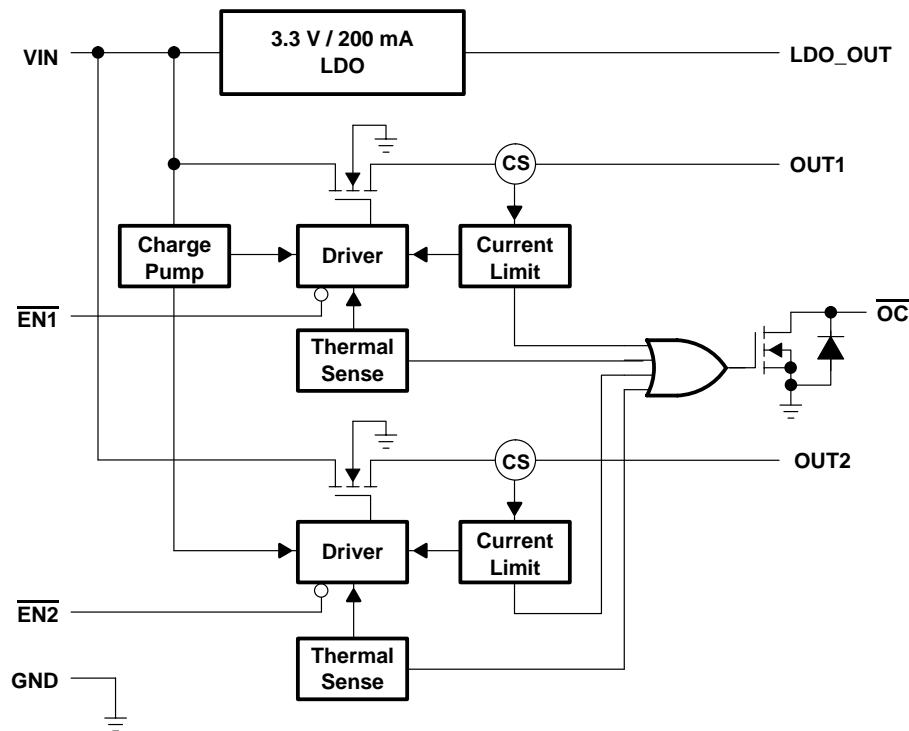 VIN
3.3 V / 200 mA
LDO
LDO_OUT
CS
OUT1
Charge
Pump
Driver
Current
Limit
EN1
OC
Thermal
Sense
CS
OUT2
Driver
Current
Limit
EN2
Thermal
Sense
GND